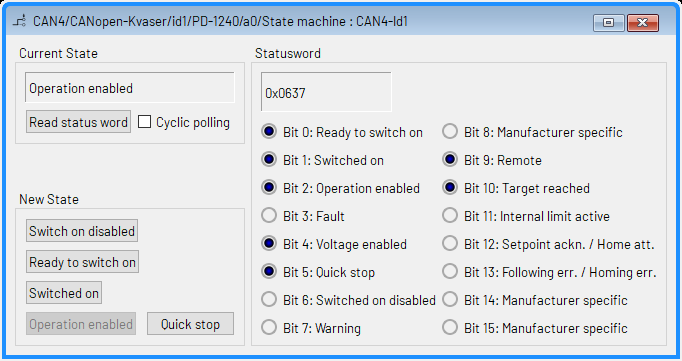 CAN4/CANopen-Kvaser/id1/PD-1240/a0/State machine : CAN4-Id1
Current State
Operation enabled
Read status word
Cyclic polling
New State
Switch on disabled
Ready to switch on
Switched on
Operation enabled
Quick stop
Statusword
0x0637
Bit 0: Ready to switch on
Bit 1: Switched on
Bit 2: Operation enabled
Bit 3: Fault
Bit 4: Voltage enabled
Bit 5: Quick stop
Bit 6: Switched on disabled
Bit 7: Warning
Bit 8: Manufacturer specific
Bit 9: Remote
Bit 10: Target reached
Bit 11: Internal limit active
Bit 12: Setpoint ackn. / Home att.
Bit 13: Following err. / Homing err.
Bit 14: Manufacturer specific
Bit 15: Manufacturer specific